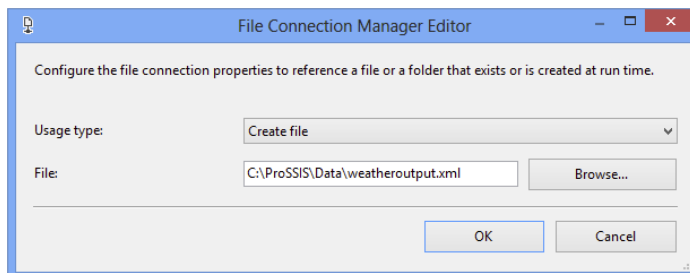 File Connection Manager Editor
Configure the file connection properties to reference a file or a folder that exists or is created at run time.
Usage type:
Create file
File:
C:\ProSSIS\Data\weatheroutput.xml
Browse...
OK
Cancel